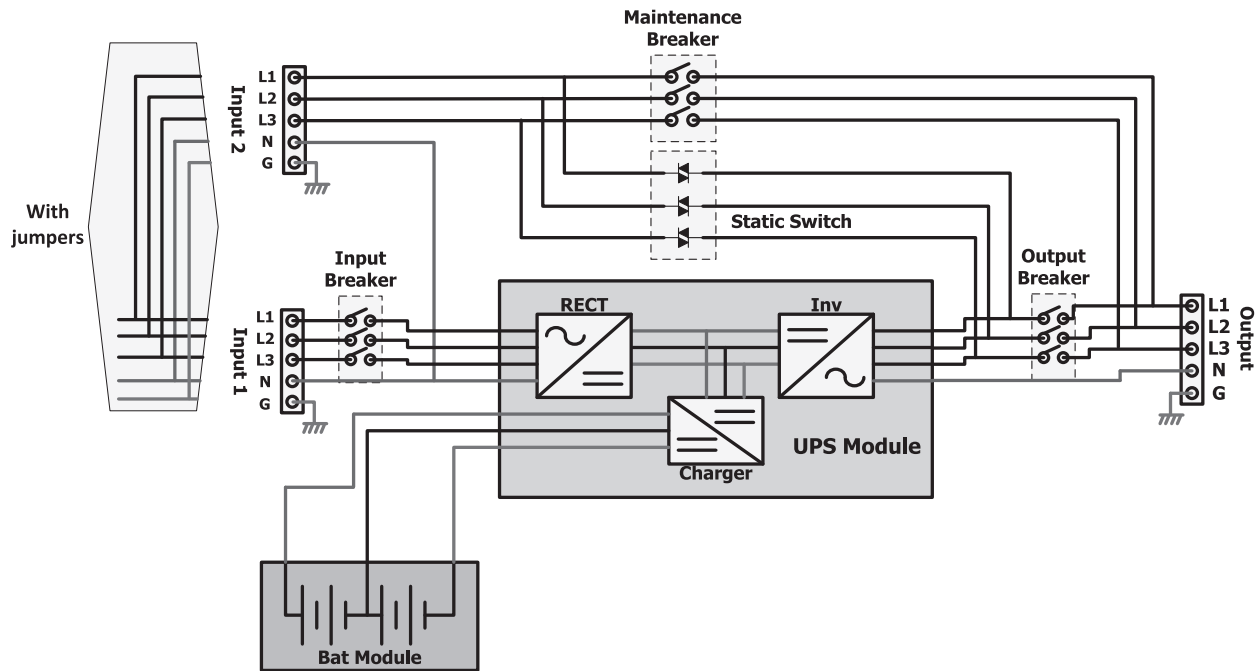 Maintenance
Breaker
L1
L2
L3
N
G
Input 2
With
jumpers
Static Switch
Input
Breaker
Output
Breaker
L1
L2
L3
N
G
Input 1
RECT
Inv
L1
L2
L3
N
G
Output
UPS Module
Charger
Bat Module